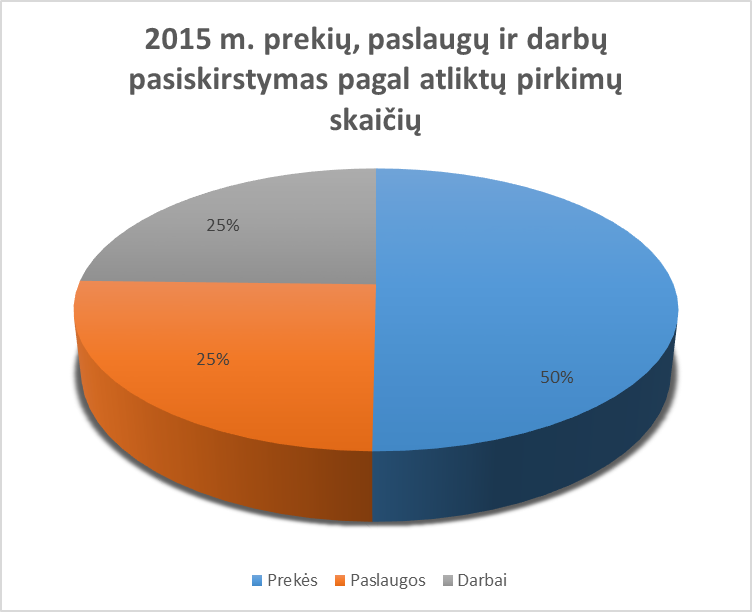 2015 m. prekių, paslaugų ir darbų
pasiskirstymas pagal atliktų pirkimų
skaičių
25%
25%
50%
Prekės Paslaugos Darbai